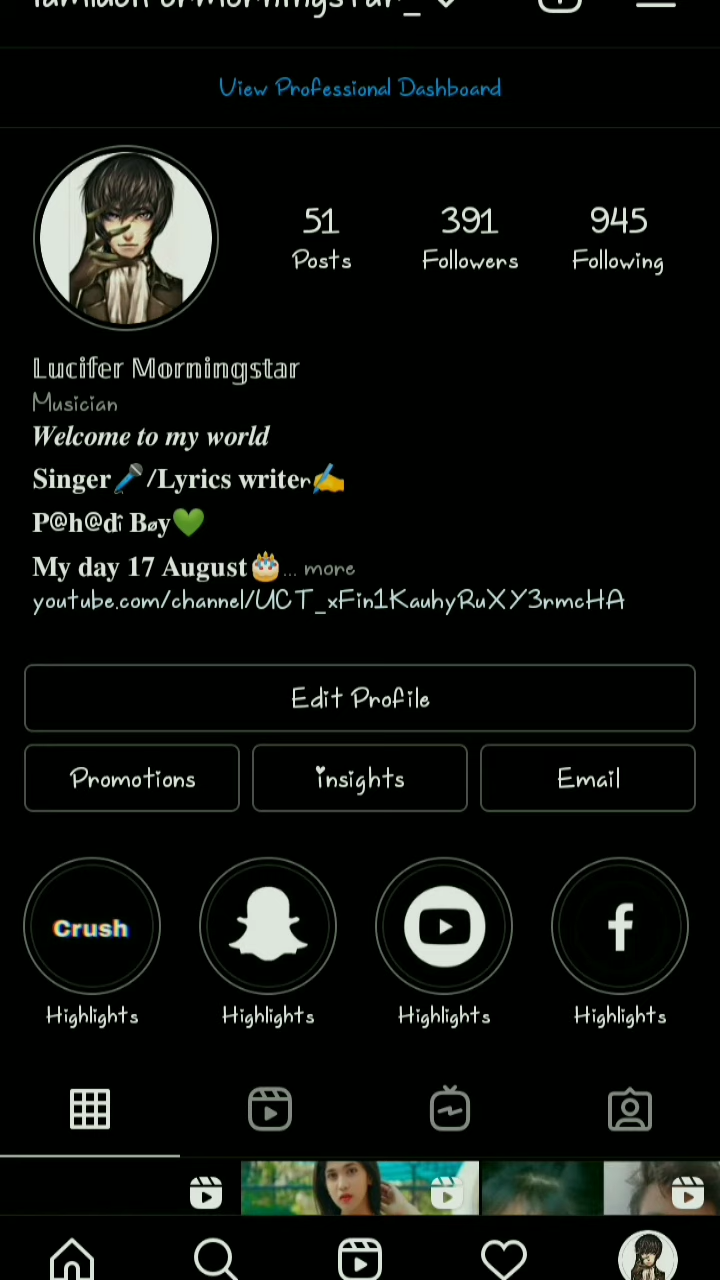 View Professional Dashboard
51 391 945
Posts Followers Following
Lucifer Morningstar
Musician
Welcome to my world
Singer🎤/Lyrics writer✍️
P@h@dî Bøy💚
My day 17 August🎂... more
youtube.com/channel/UCT_xFin1KauhyRuXY3rmcHA
Edit Profile
Promotions Insights Email
Crush
Highlights Highlights Highlights Highlights